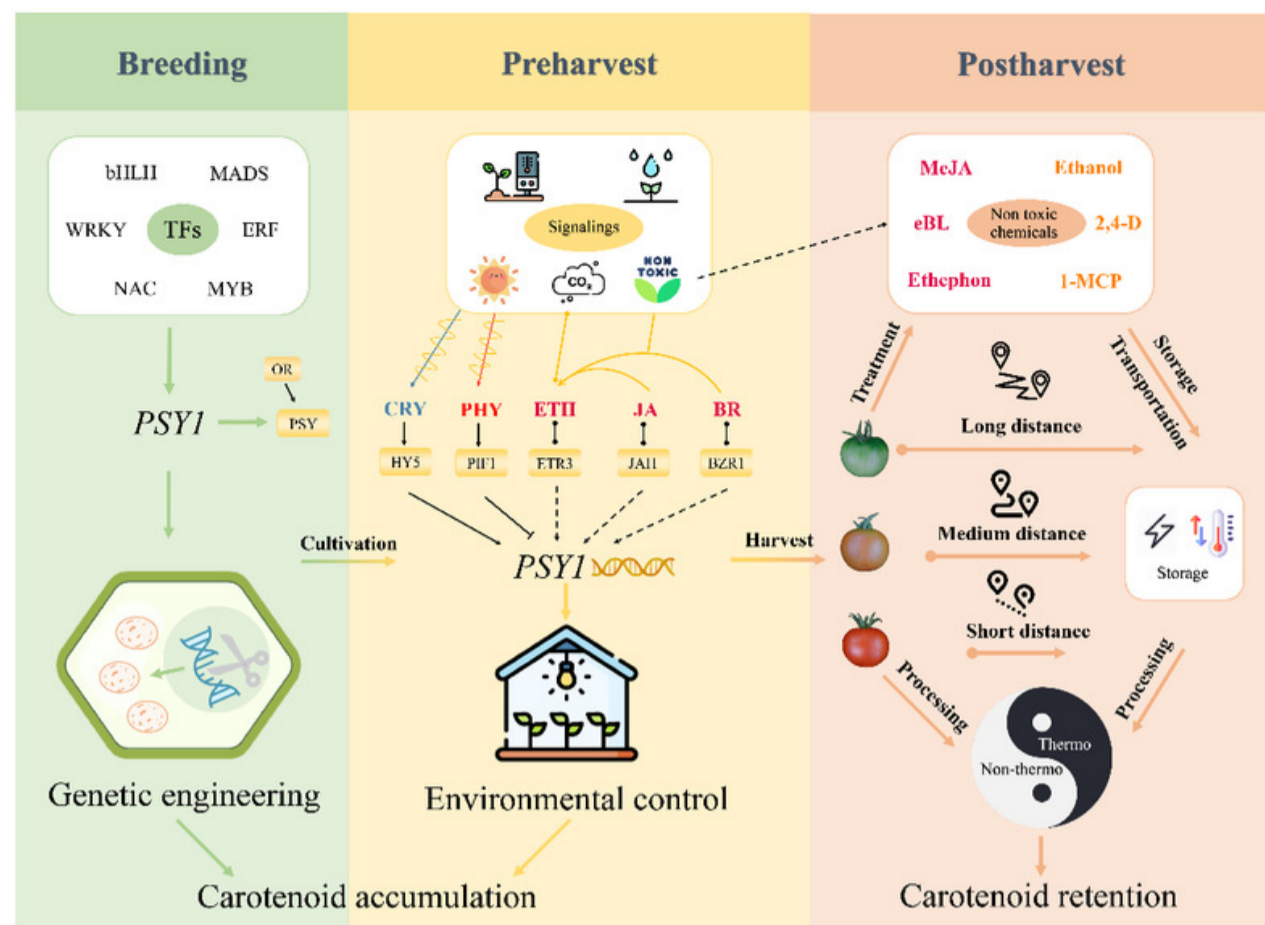 Breeding
Preharvest
Postharvest
bIILII
MADS
WRKY
TFs
ERF
NAC
MYB
OR
PSY1
PSY
Genetic engineering
Signalings
CO₂
NON
TOXIC
CRY
PHY
ETII
JA
BR
HY5
PIF1
ETR3
JAI1
BZR1
Cultivation
PSY1
Harvest
Environmental control
Carotenoid accumulation
MeJA
Ethanol
eBL
Non toxic
chemicals
2,4-D
Ethephon
1-MCP
Treatment
Storage
Transportation
Long distance
Medium distance
Storage
Short distance
Processing
Processing
Thermo
Non-thermo
Carotenoid retention